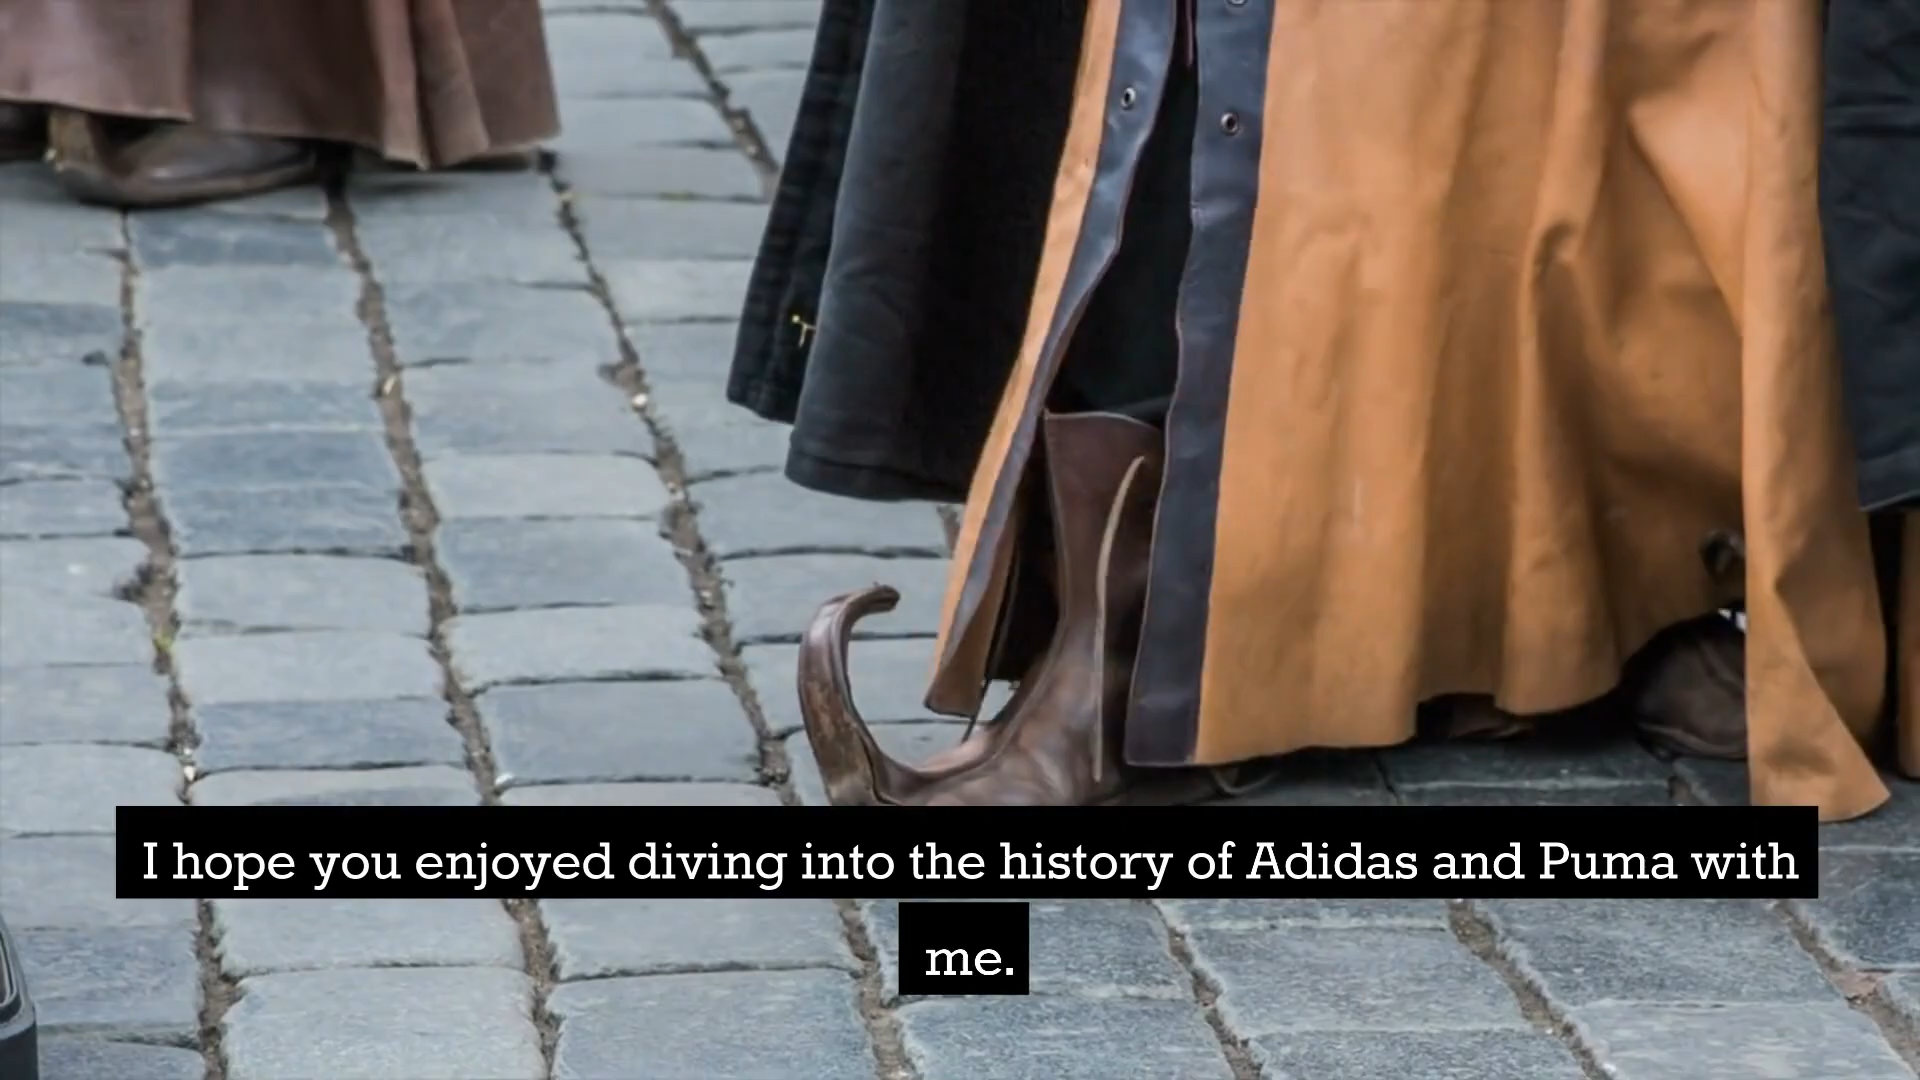 I hope you enjoyed diving into the history of Adidas and Puma with
me.